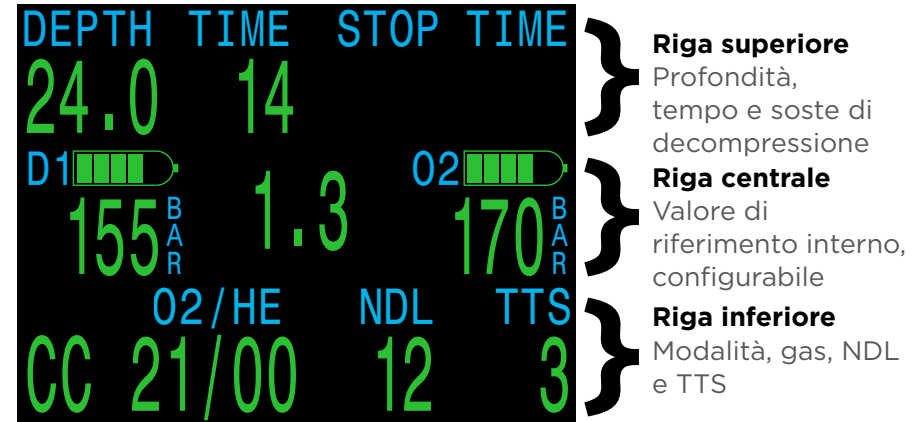 DEPTH TIME STOP TIME
24.0 14
D1 1.3 O2
155 BAR 170 BAR
O2/HE NDL TTS
CC 21/00 12 3
Riga superiore
Profondità,
tempo e soste di
decompressione
Riga centrale
Valore di
riferimento interno,
configurabile
Riga inferiore
Modalità, gas, NDL
e TTS